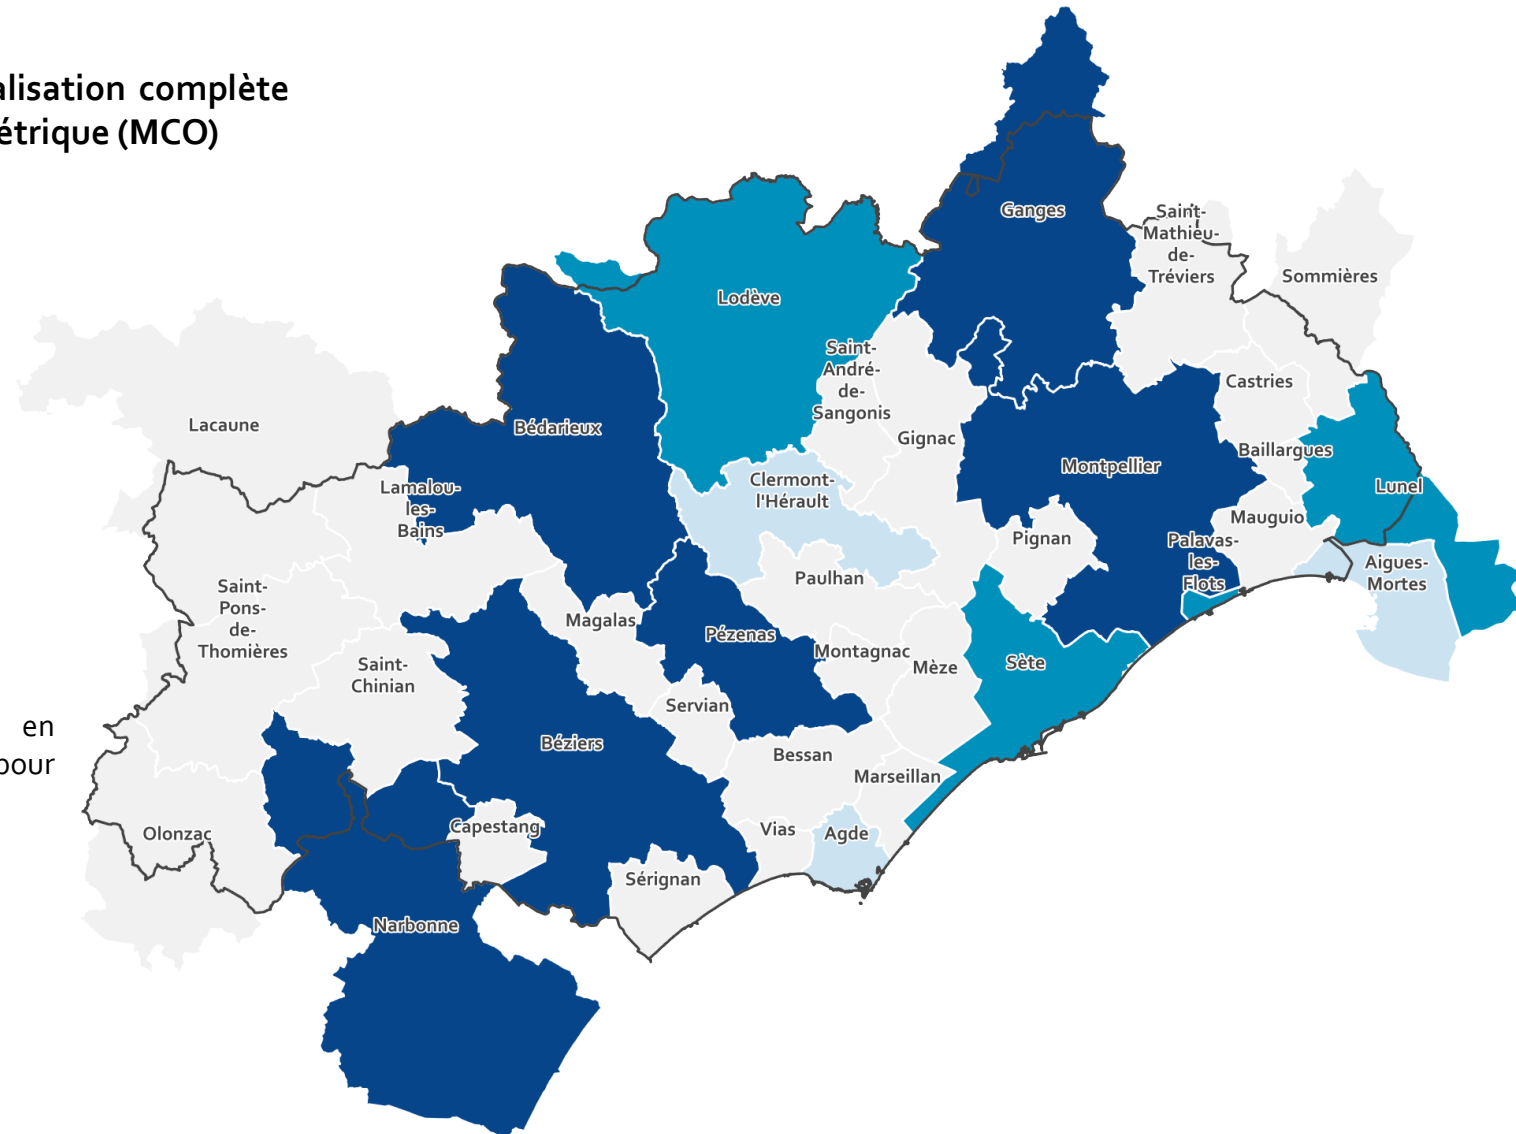 alisation complète
étrique (MCO)
Ganges
Saint-
Mathieu-
de-
Tréviers
Sommières
Lodève
Saint-
André-
de-
Sangonis
Castries
Lacaune
Bédarieux
Gignac
Baillargues
Montpellier
Clermont-
l'Hérault
Lunel
Lamalou-
les-
Bains
Mauguio
Pignan
Palavas-
les-
Flots
Aigues-
Mortes
Paulhan
Saint-
Pons-
de-
Thomières
Magalas
Pézenas
Montagnac
Mèze
Sète
Saint-
Chinian
Servian
en
pour
Béziers
Bessan
Marseillan
Olonzac
Capestang
Vias
Agde
Sérignan
Narbonne